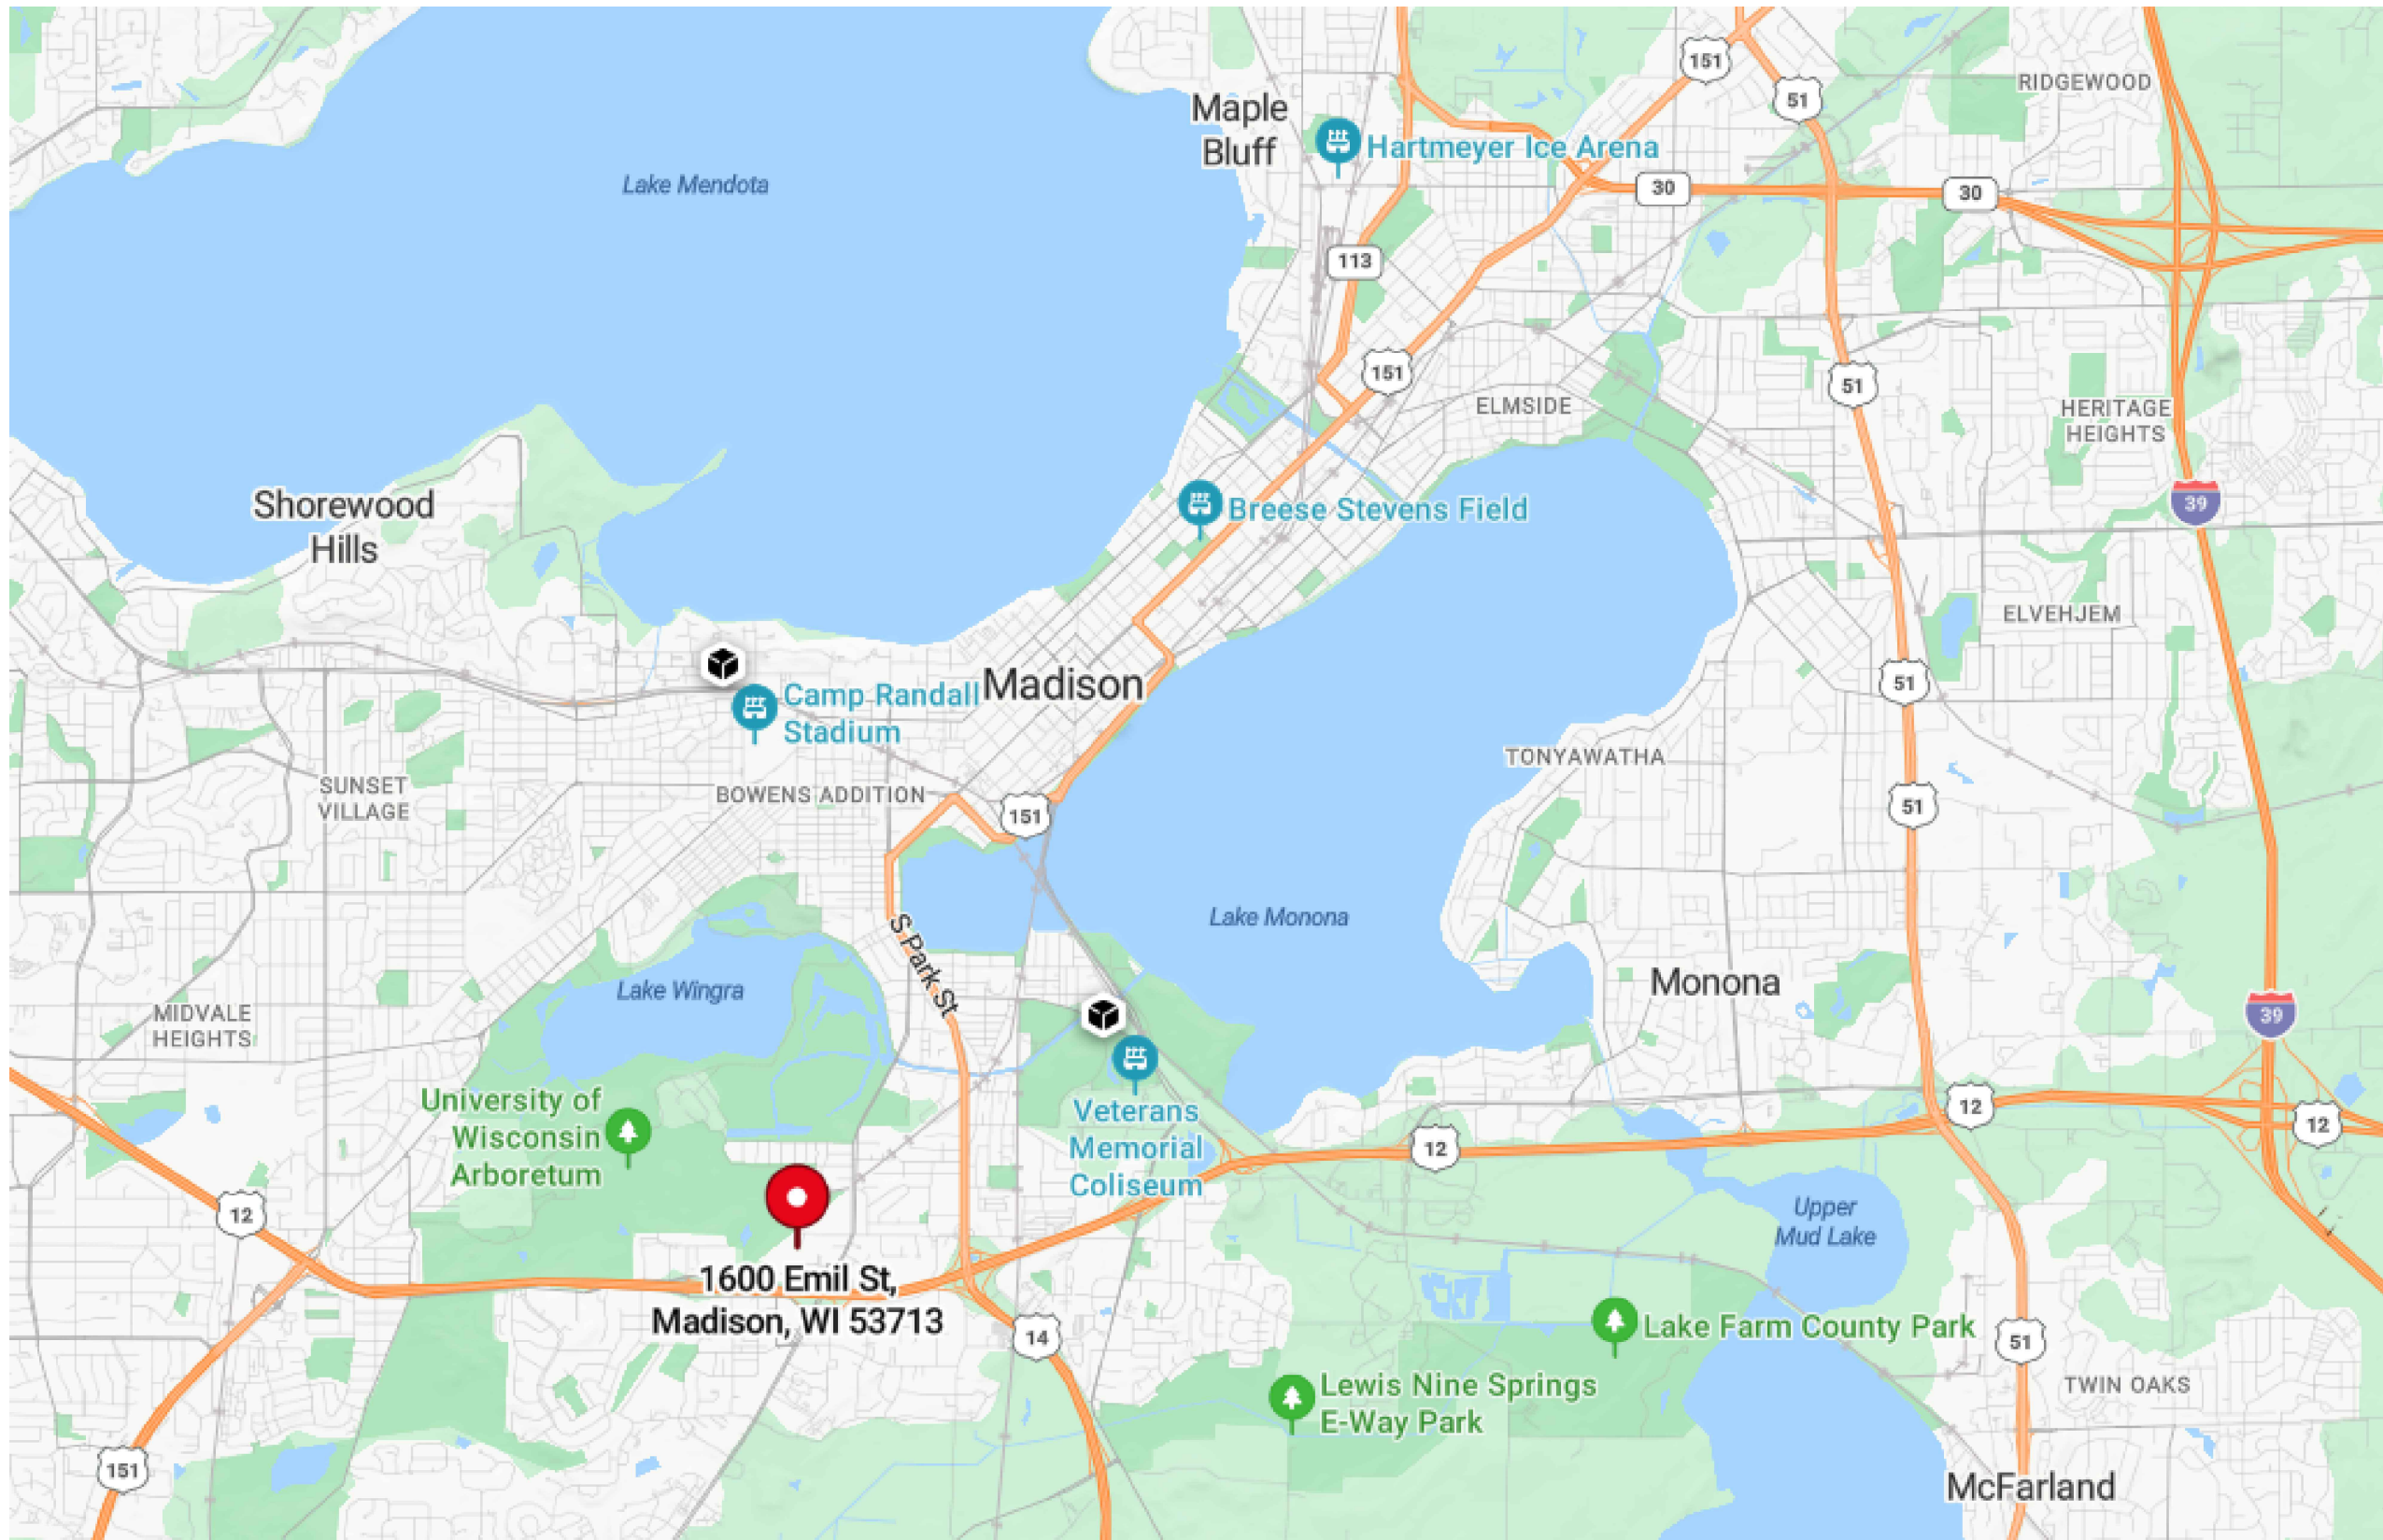 151
51
RIDGEWOOD
Maple
Bluff
Hartmeyer Ice Arena
Lake Mendota
30
30
113
151
51
ELMSIDE
HERITAGE
HEIGHTS
Shorewood
Hills
Breese Stevens Field
39
ELVEHJEM
Madison
51
Camp Randall
Stadium
TONYAWATHA
SUNSET
VILLAGE
BOWENS ADDITION
151
51
Lake Monona
S Park St
Lake Wingra
Monona
MIDVALE
HEIGHTS
39
University of
Wisconsin
Arboretum
Veterans
Memorial
Coliseum
12
12
12
12
Upper
Mud Lake
1600 Emil St,
Madison, WI 53713
14
Lake Farm County Park
51
Lewis Nine Springs
E-Way Park
TWIN OAKS
151
McFarland